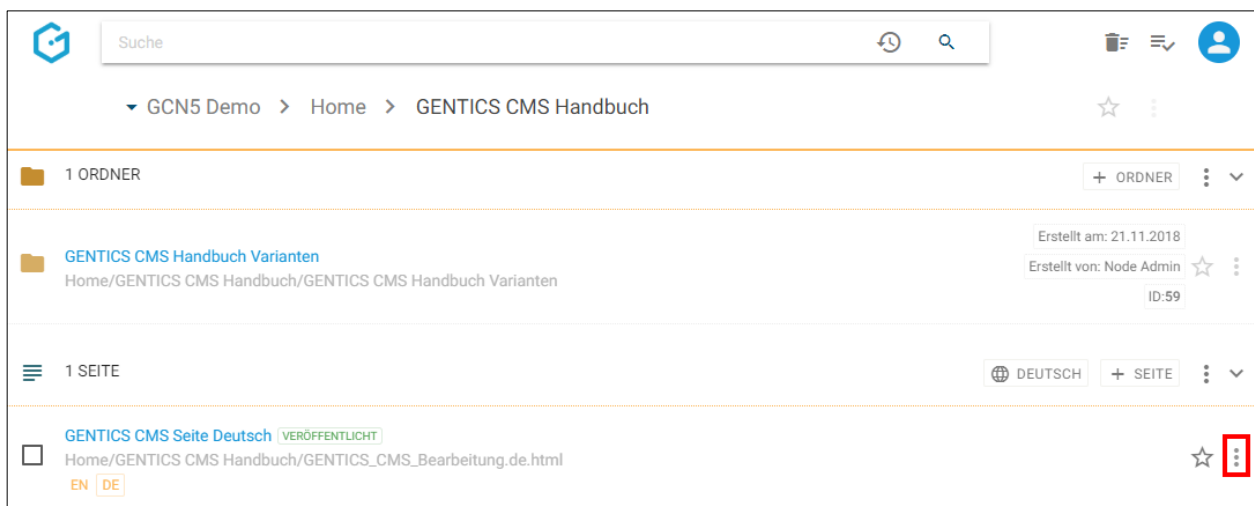 Suche
GCN5 Demo > Home > GENTICS CMS Handbuch
1 ORDNER
+ ORDNER
GENTICS CMS Handbuch Varianten
Home/GENTICS CMS Handbuch/GENTICS CMS Handbuch Varianten
Erstellt am: 21.11.2018
Erstellt von: Node Admin
ID:59
1 SEITE
DEUTSCH
+ SEITE
GENTICS CMS Seite Deutsch VERÖFFENTLICHT
Home/GENTICS CMS Handbuch/GENTICS_CMS_Bearbeitung.de.html
EN DE